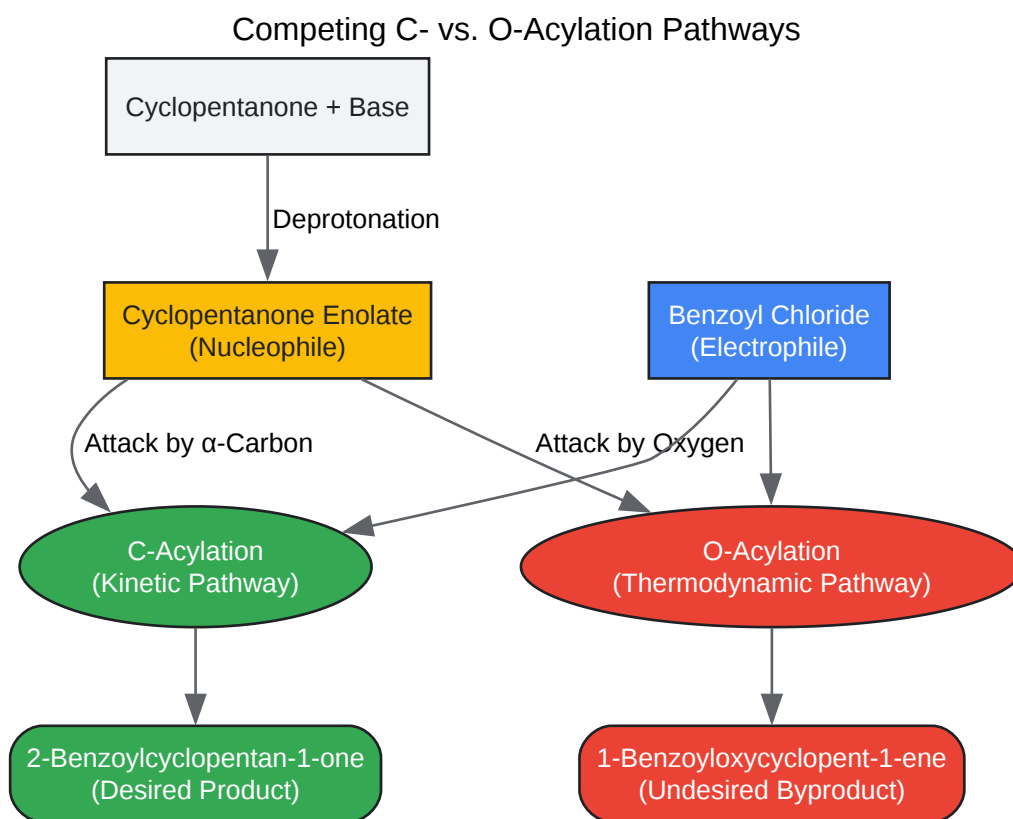 Competing C- vs. O-Acylation Pathways
Cyclopentanone + Base
Deprotonation
Cyclopentanone Enolate
(Nucleophile)
Benzoyl Chloride
(Electrophile)
Attack by α-Carbon
Attack by Oxygen
C-Acylation
(Kinetic Pathway)
O-Acylation
(Thermodynamic Pathway)
2-Benzoylcyclopentan-1-one
(Desired Product)
1-Benzoyloxycyclopent-1-ene
(Undesired Byproduct)